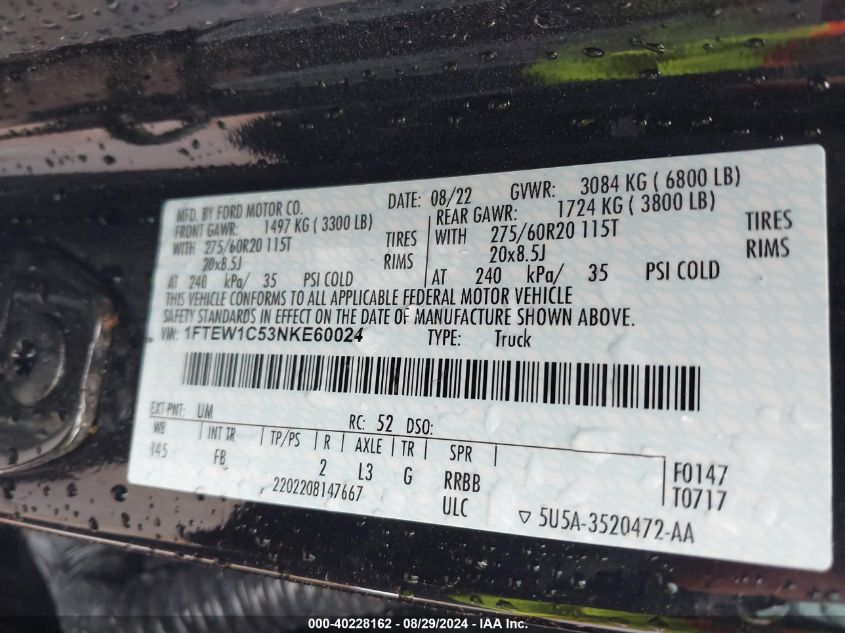 MFD. BY FORD MOTOR CO. DATE: 08/22 GVWR: 3084 KG ( 6800 LB)
FRONT GAWR: 1497 KG ( 3300 LB) REAR GAWR: 1724 KG ( 3800 LB)
WITH 275/60R20 115T TIRES WITH 275/60R20 115T TIRES
20x8.5J RIMS 20x8.5J RIMS
AT 240 kPa/ 35 PSI COLD AT 240 kPa/ 35 PSI COLD
THIS VEHICLE CONFORMS TO ALL APPLICABLE FEDERAL MOTOR VEHICLE
SAFETY STANDARDS IN EFFECT ON THE DATE OF MANUFACTURE SHOWN ABOVE.
VIN: 1FTEW1C53NKE60024 TYPE: Truck
EXT PNT: UM RC: 52 DSO:
WB INT TR TP/PS R AXLE TR SPR
145 FB 2 L3 G RRBB F0147
2202208147667 ULC T0717
▽ 5U5A-3520472-AA
000-40228162 - 08/29/2024 - IAA, Inc.